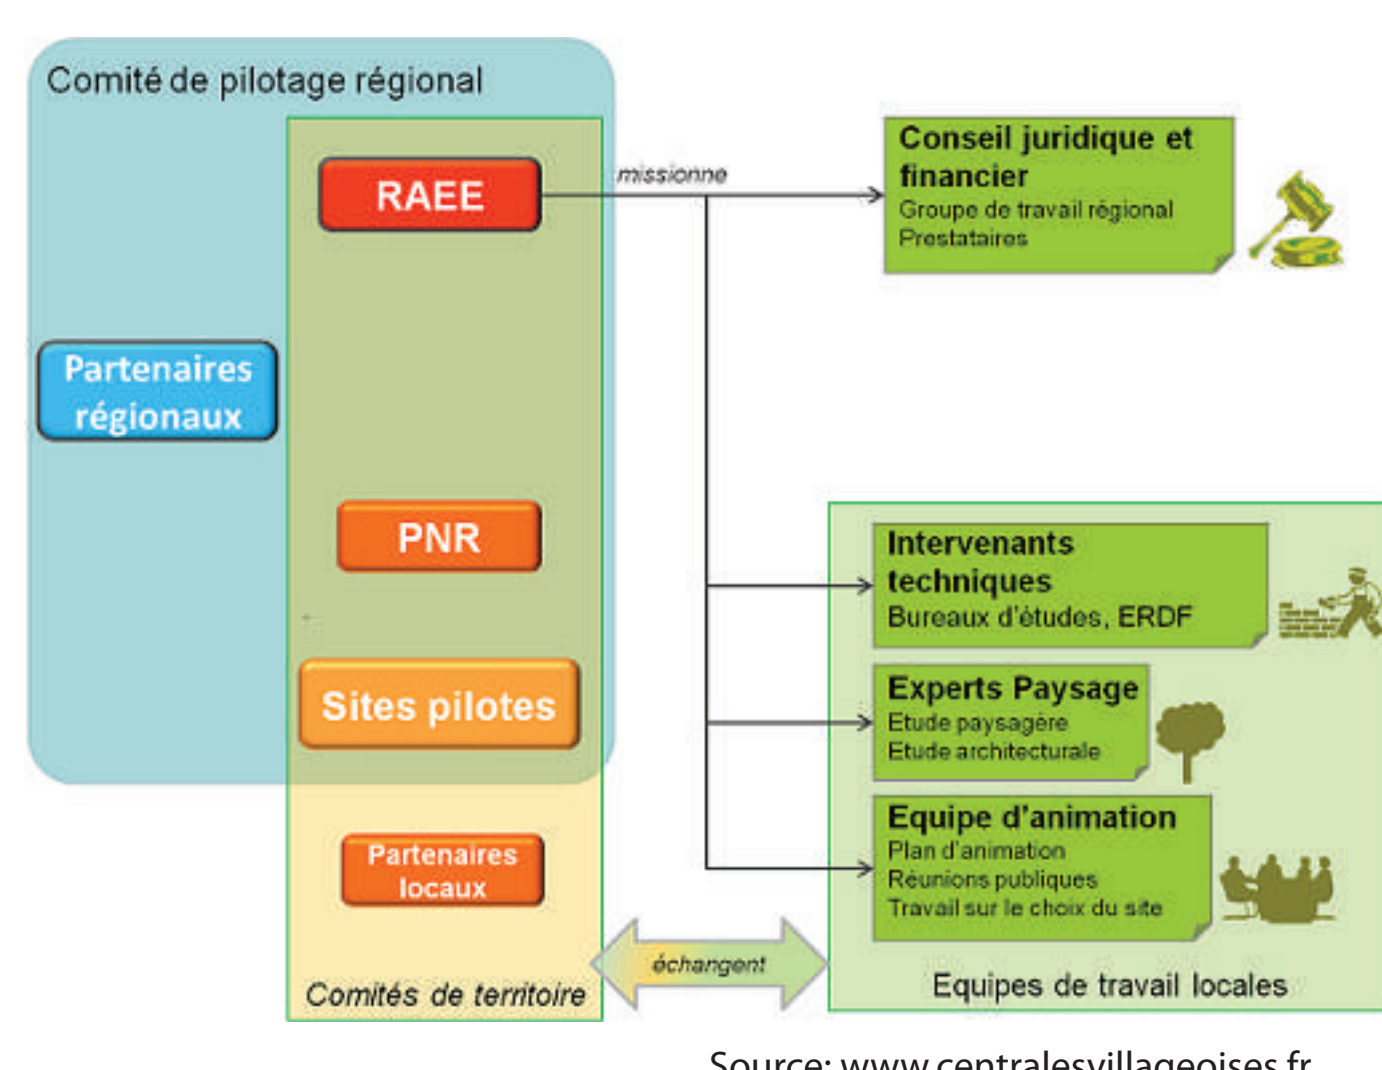 Comité de pilotage régional
RAEE
missionne
Conseil juridique et
financier
Groupe de travail régional
Prestataires
Partenaires
régionaux
PNR
Intervenants
techniques
Bureaux d'études, ERDF
Sites pilotes
Experts Paysage
Etude paysagère
Etude architecturale
Partenaires
locaux
Equipe d'animation
Plan d'animation
Réunions publiques
Travail sur le choix du site
échangent
Comités de territoire
Equipes de travail locales
Source: www.centralesvillageoises.fr